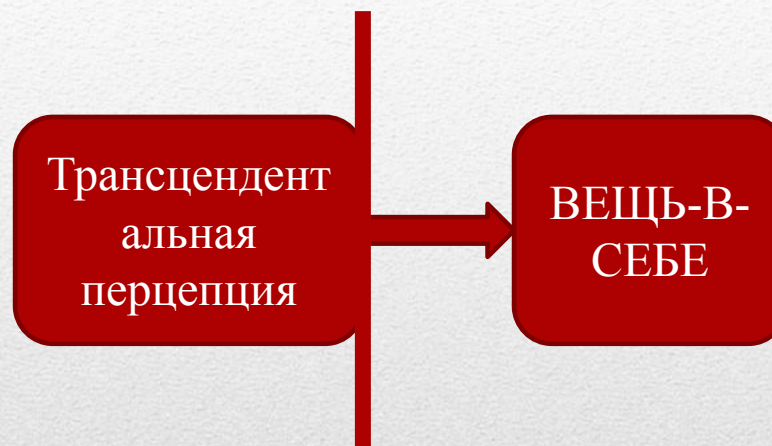 Трансцендент
альная
перцепция
ВЕЩЬ-В-
СЕБЕ